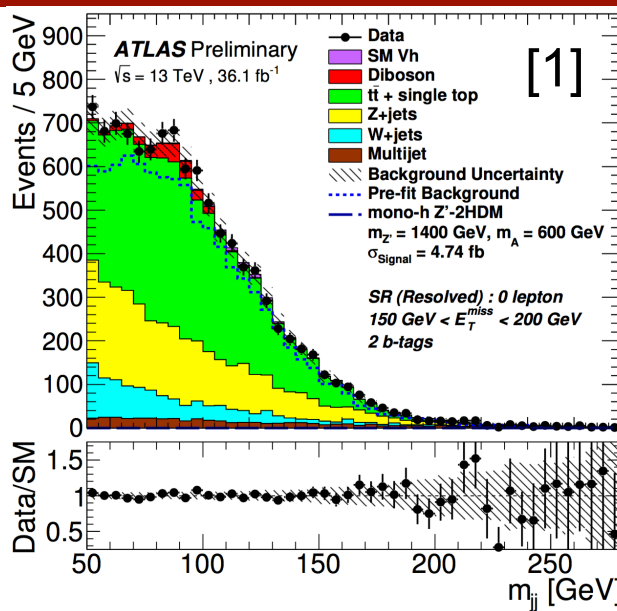 900
800
700
600
500
400
300
200
100
0
Events / 5 GeV
ATLAS Preliminary
√s = 13 TeV , 36.1 fb⁻¹
[1]
Data
SM Vh
Diboson
tt̄ + single top
Z+jets
W+jets
Multijet
Background Uncertainty
Pre-fit Background
mono-h Z'-2HDM
m_Z' = 1400 GeV, m_A = 600 GeV
σ_Signal = 4.74 fb
SR (Resolved) : 0 lepton
150 GeV < E_T^miss < 200 GeV
2 b-tags
Data/SM
1.5
1
0.5
50 100 150 200 250
m_jj [GeV]